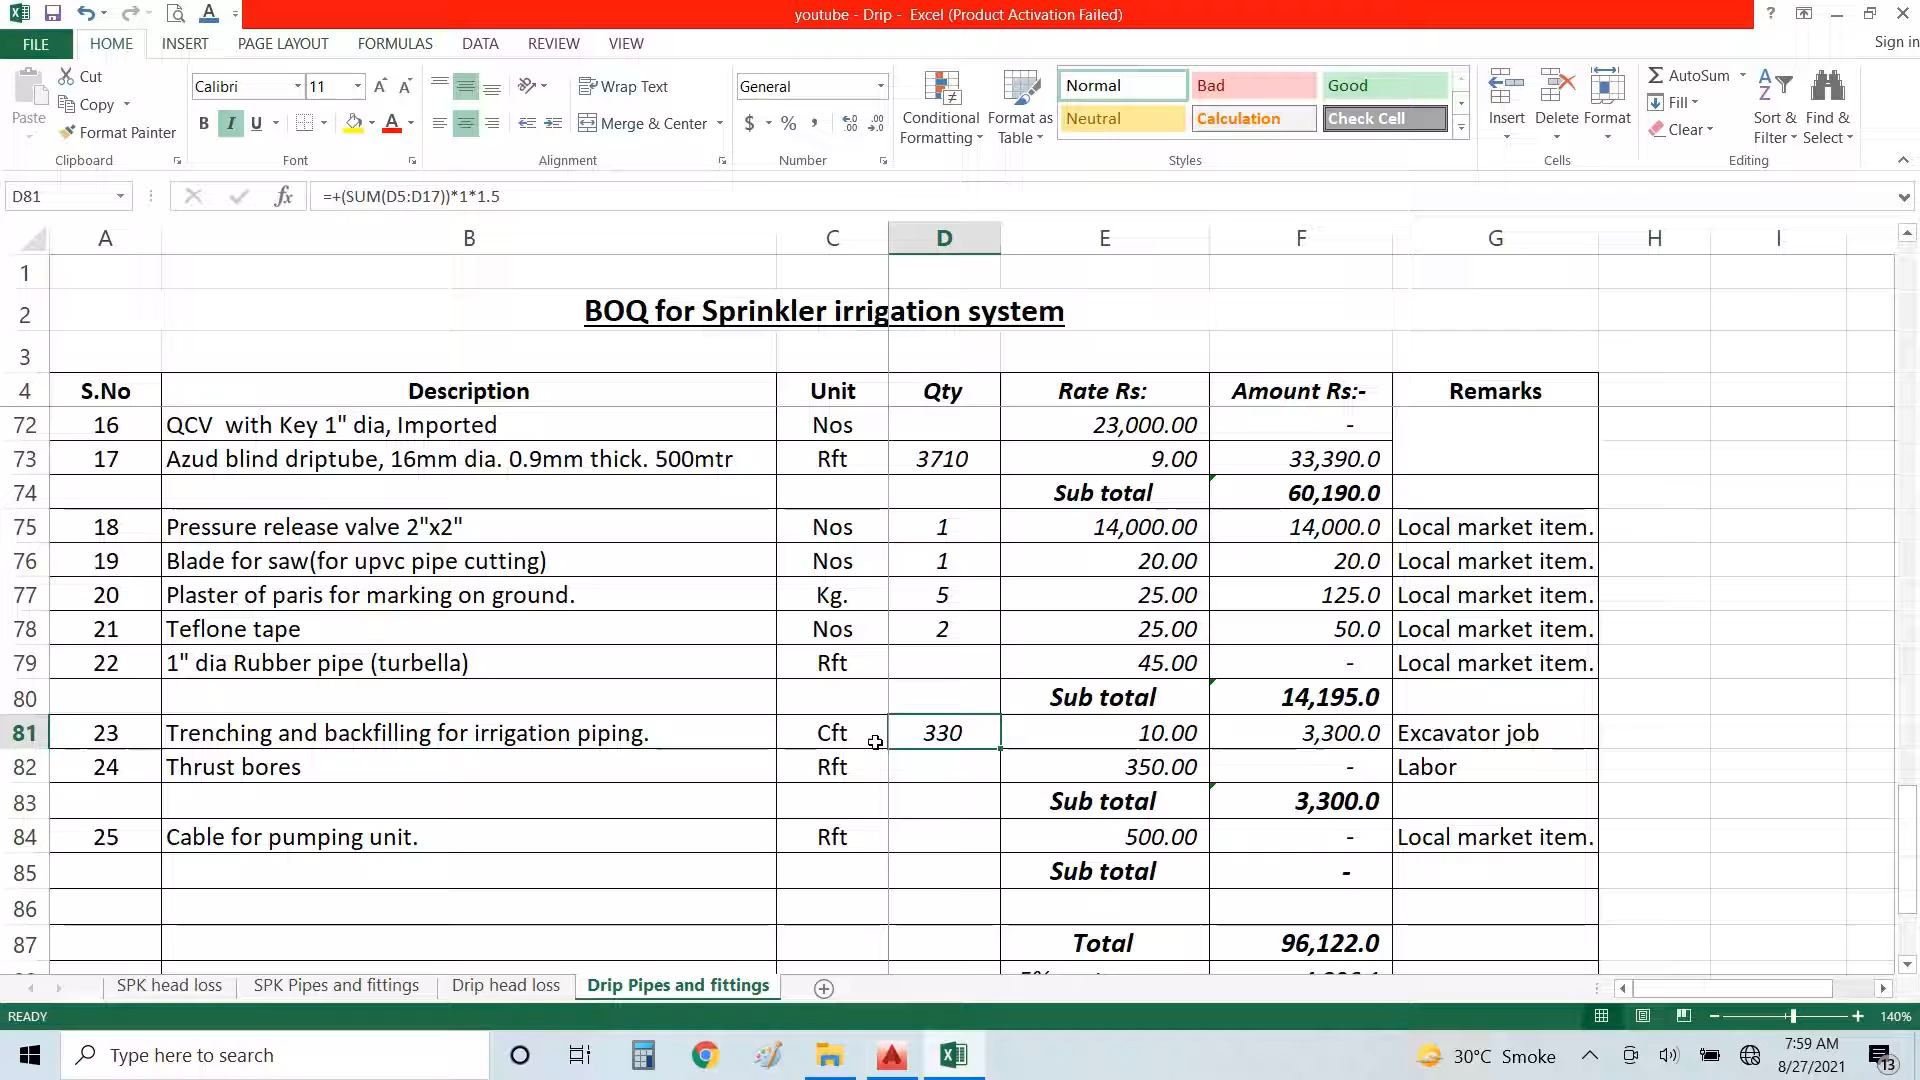 youtube - Drip -  Excel (Product Activation Failed)
Sign in
FILE HOME INSERT PAGE LAYOUT FORMULAS DATA REVIEW VIEW
Paste Cut Copy Format Painter Clipboard
Calibri 11 B I U Font
Wrap Text Merge & Center Alignment
General $ % , Number
Conditional Formatting Format as Table
Normal Bad Good
Neutral Calculation Check Cell
Styles
Insert Delete Format Cells
AutoSum Fill Clear Sort & Filter Find & Select Editing
D81 fx =+(SUM(D5:D17))*1*1.5
A B C D E F G H I
1
2 BOQ for Sprinkler irrigation system
3
4 S.No Description Unit Qty Rate Rs: Amount Rs:- Remarks
72 16 QCV with Key 1" dia, Imported Nos 23,000.00 -
73 17 Azud blind driptube, 16mm dia. 0.9mm thick. 500mtr Rft 3710 9.00 33,390.0
74 Sub total 60,190.0
75 18 Pressure release valve 2"x2" Nos 1 14,000.00 14,000.0 Local market item.
76 19 Blade for saw(for upvc pipe cutting) Nos 1 20.00 20.0 Local market item.
77 20 Plaster of paris for marking on ground. Kg. 5 25.00 125.0 Local market item.
78 21 Teflone tape Nos 2 25.00 50.0 Local market item.
79 22 1" dia Rubber pipe (turbella) Rft 45.00 - Local market item.
80 Sub total 14,195.0
81 23 Trenching and backfilling for irrigation piping. Cft 330 10.00 3,300.0 Excavator job
82 24 Thrust bores Rft 350.00 - Labor
83 Sub total 3,300.0
84 25 Cable for pumping unit. Rft 500.00 - Local market item.
85 Sub total -
86
87 Total 96,122.0
SPK head loss SPK Pipes and fittings Drip head loss Drip Pipes and fittings
READY 140%
Type here to search 30°C Smoke 7:59 AM
8/27/2021 13